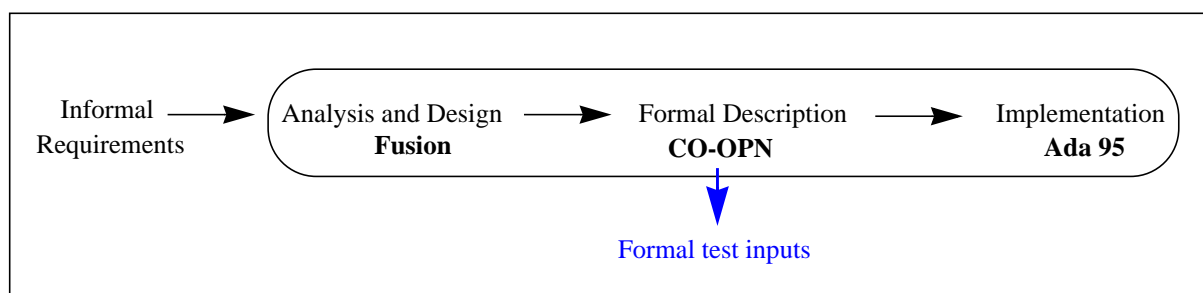 Informal
Requirements
Analysis and Design
Fusion
Formal Description
CO-OPN
Implementation
Ada 95
Formal test inputs